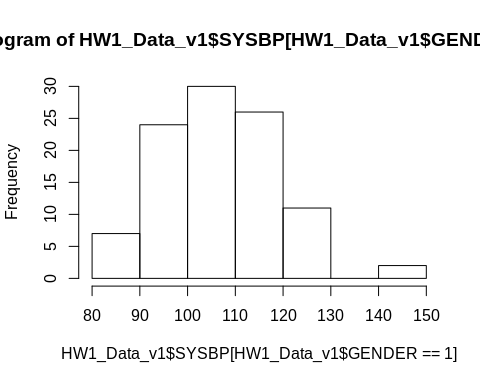 ogram of HW1_Data_v1$SYSBP[HW1_Data_v1$GEND
30
25
20
15
10
5
0
Frequency
80 90 100 110 120 130 140 150
HW1_Data_v1$SYSBP[HW1_Data_v1$GENDER == 1]